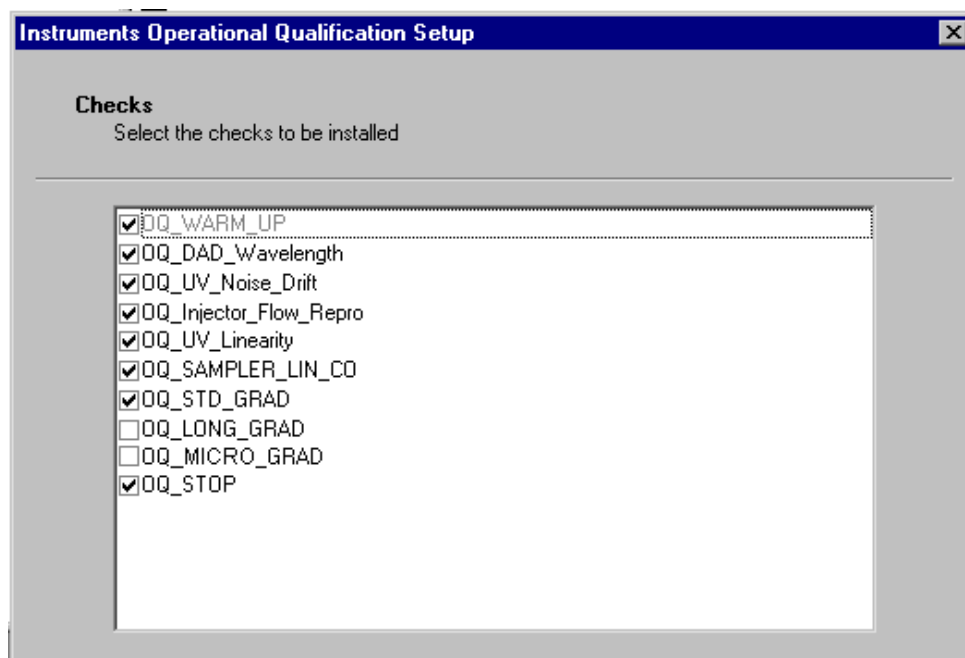 Instruments Operational Qualification Setup
Checks
Select the checks to be installed
OQ_WARM_UP
OQ_DAD_Wavelength
OQ_UV_Noise_Drift
OQ_Injector_Flow_Repro
OQ_UV_Linearity
OQ_SAMPLER_LIN_CO
OQ_STD_GRAD
OQ_LONG_GRAD
OQ_MICRO_GRAD
OQ_STOP